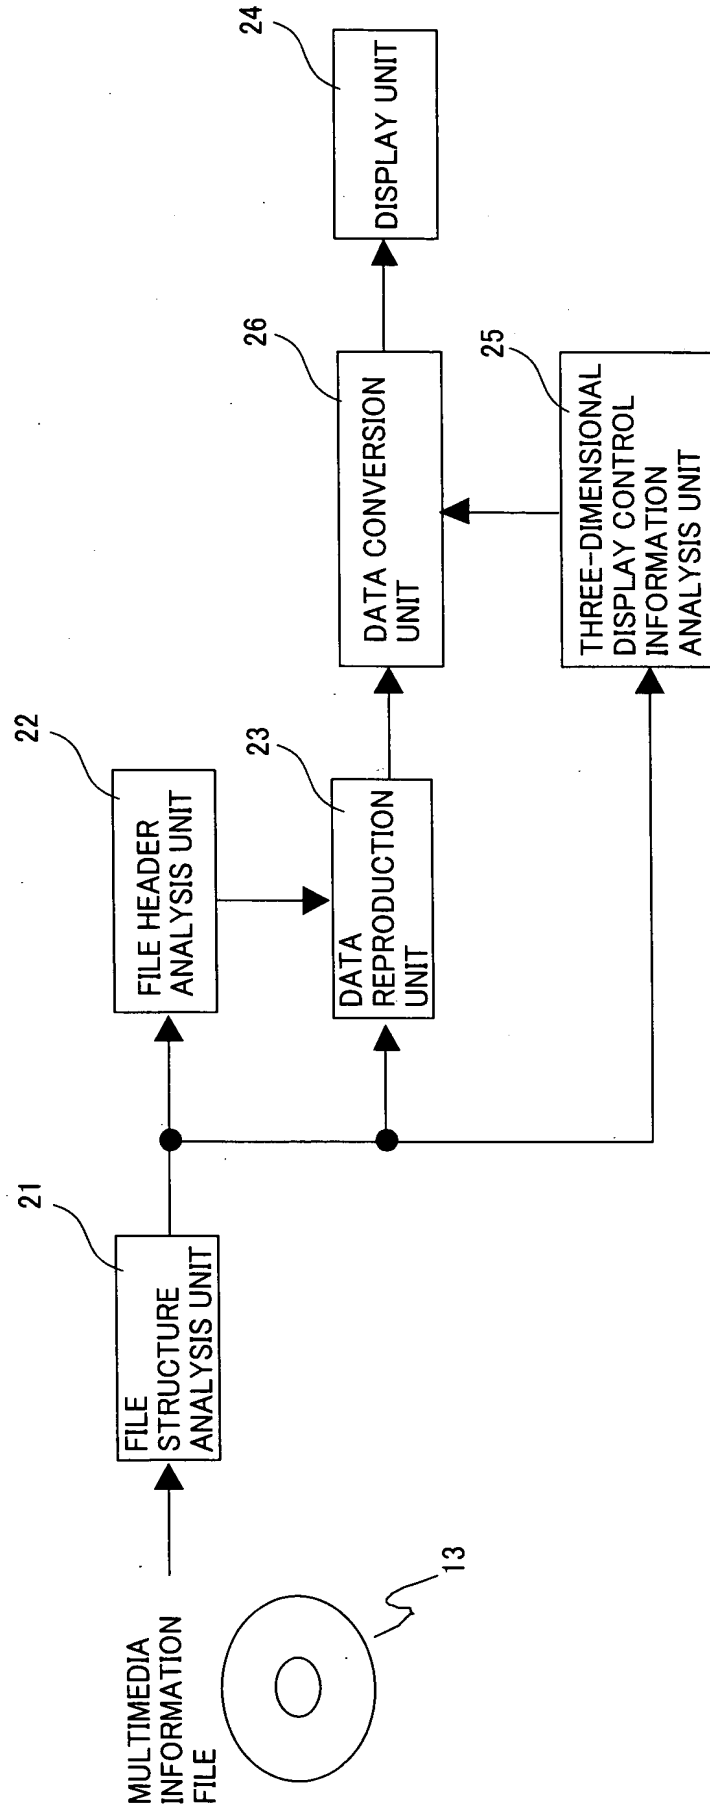 MULTIMEDIA
INFORMATION
FILE
13
21
FILE
STRUCTURE
ANALYSIS UNIT
22
FILE HEADER
ANALYSIS UNIT
23
DATA
REPRODUCTION
UNIT
26
DATA CONVERSION
UNIT
24
DISPLAY UNIT
25
THREE-DIMENSIONAL
DISPLAY CONTROL
INFORMATION
ANALYSIS UNIT